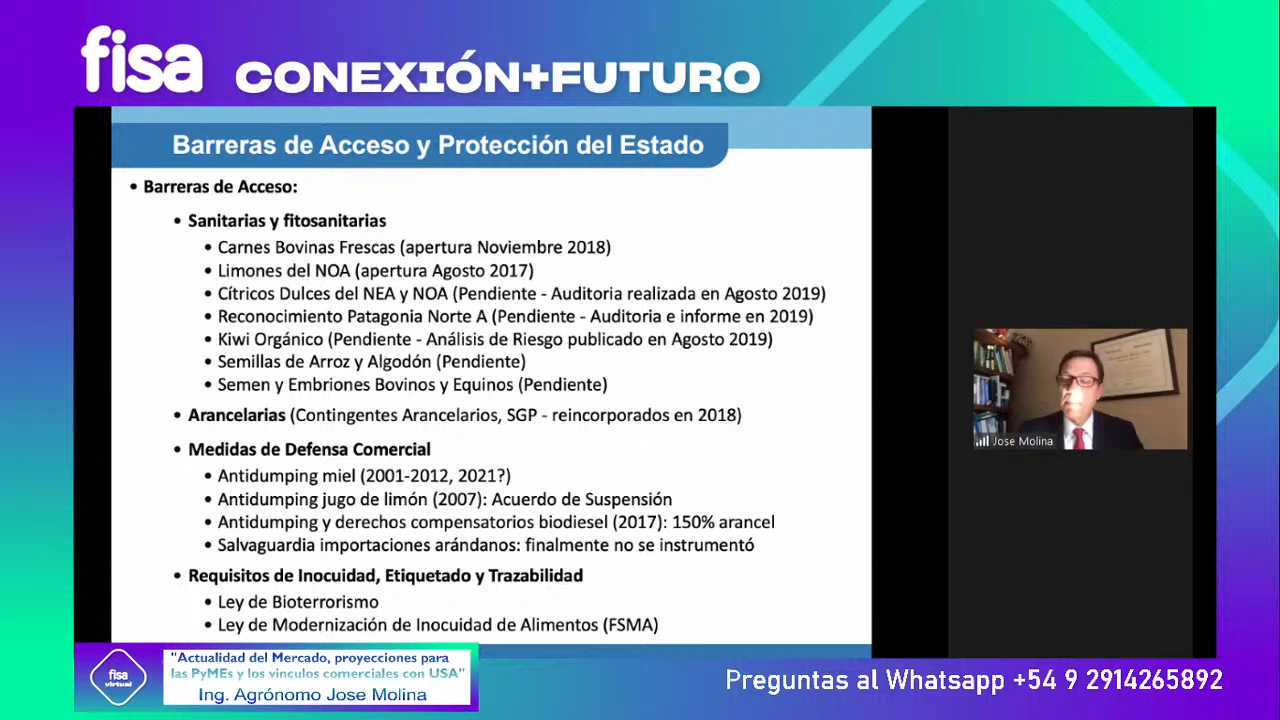 fisa CONEXIÓN+FUTURO
Barreras de Acceso y Protección del Estado
• Barreras de Acceso:
• Sanitarias y fitosanitarias
• Carnes Bovinas Frescas (apertura Noviembre 2018)
• Limones del NOA (apertura Agosto 2017)
• Cítricos Dulces del NEA y NOA (Pendiente - Auditoria realizada en Agosto 2019)
• Reconocimiento Patagonia Norte A (Pendiente - Auditoria e informe en 2019)
• Kiwi Orgánico (Pendiente - Análisis de Riesgo publicado en Agosto 2019)
• Semillas de Arroz y Algodón (Pendiente)
• Semen y Embriones Bovinos y Equinos (Pendiente)
• Arancelarias (Contingentes Arancelarios, SGP - reincorporados en 2018)
• Medidas de Defensa Comercial
• Antidumping miel (2001-2012, 2021?)
• Antidumping jugo de limón (2007): Acuerdo de Suspensión
• Antidumping y derechos compensatorios biodiesel (2017): 150% arancel
• Salvaguardia importaciones arándanos: finalmente no se instrumentó
• Requisitos de Inocuidad, Etiquetado y Trazabilidad
• Ley de Bioterrorismo
• Ley de Modernización de Inocuidad de Alimentos (FSMA)
Jose Molina
fisa
virtual
"Actualidad del Mercado, proyecciones para
las PyMEs y los vinculos comerciales con USA"
Ing. Agrónomo Jose Molina
Preguntas al Whatsapp +54 9 2914265892